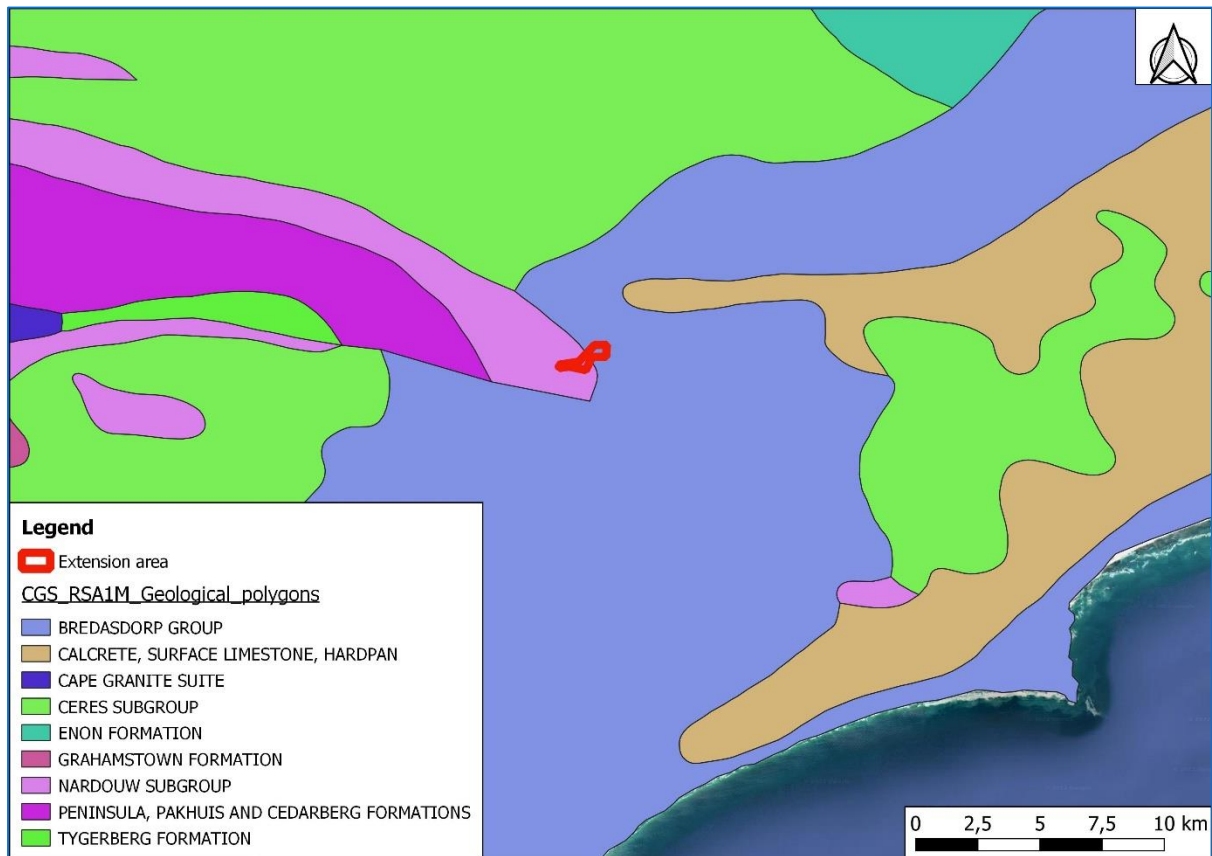 Legend
Extension area
CGS_RSA1M_Geological_polygons
BREDASDORP GROUP
CALCRETE, SURFACE LIMESTONE, HARDPAN
CAPE GRANITE SUITE
CERES SUBGROUP
ENON FORMATION
GRAHAMSTOWN FORMATION
NARDOUW SUBGROUP
PENINSULA, PAKHUIS AND CEDARBERG FORMATIONS
TYGERBERG FORMATION
0 2,5 5 7,5 10 km